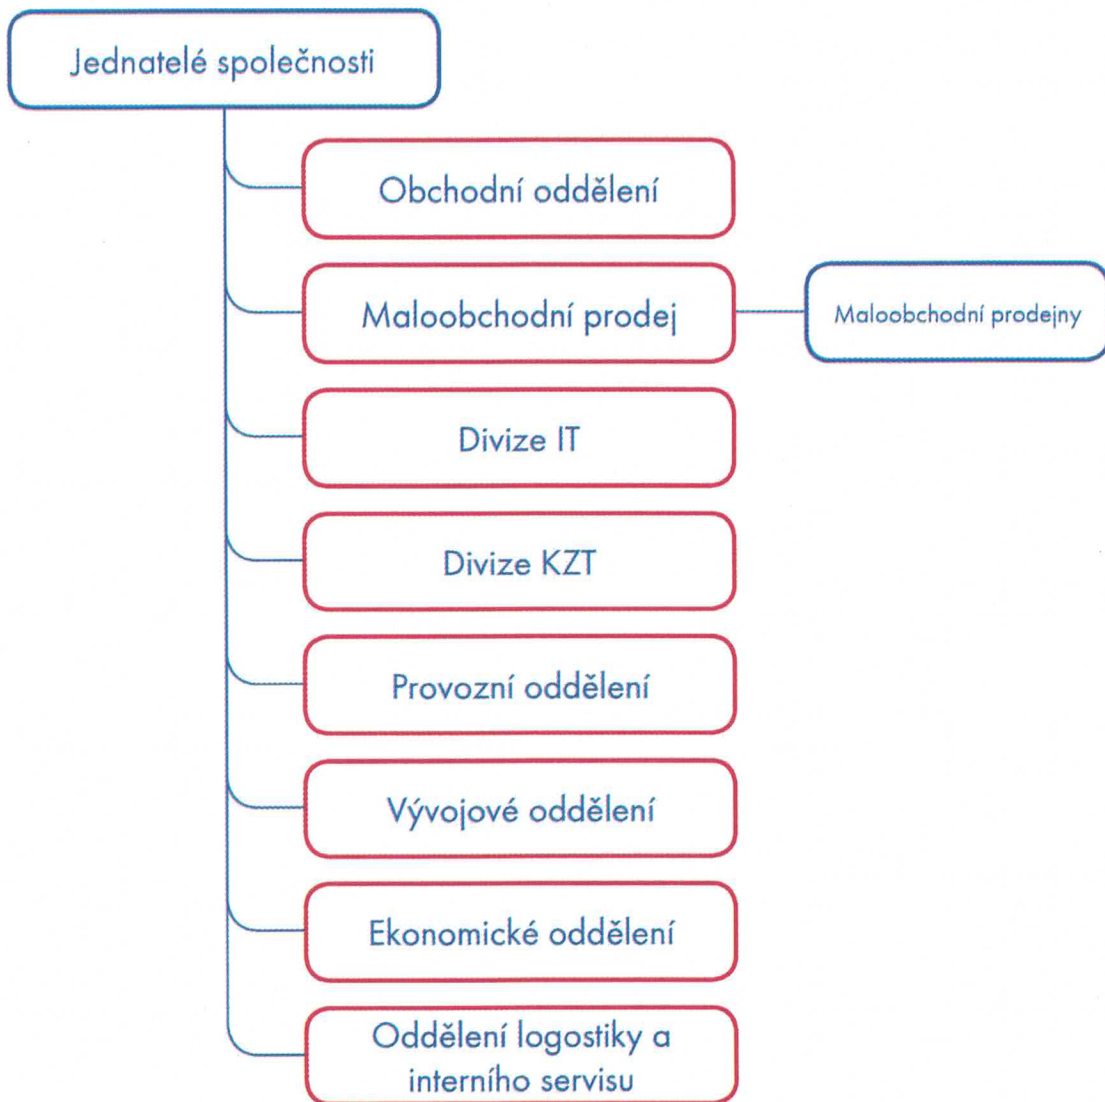 Jednatelé společnosti
Obchodní oddělení
Maloobchodní prodej
Maloobchodní prodejny
Divize IT
Divize KZT
Provozní oddělení
Vývojové oddělení
Ekonomické oddělení
Oddělení logostiky a
interního servisu